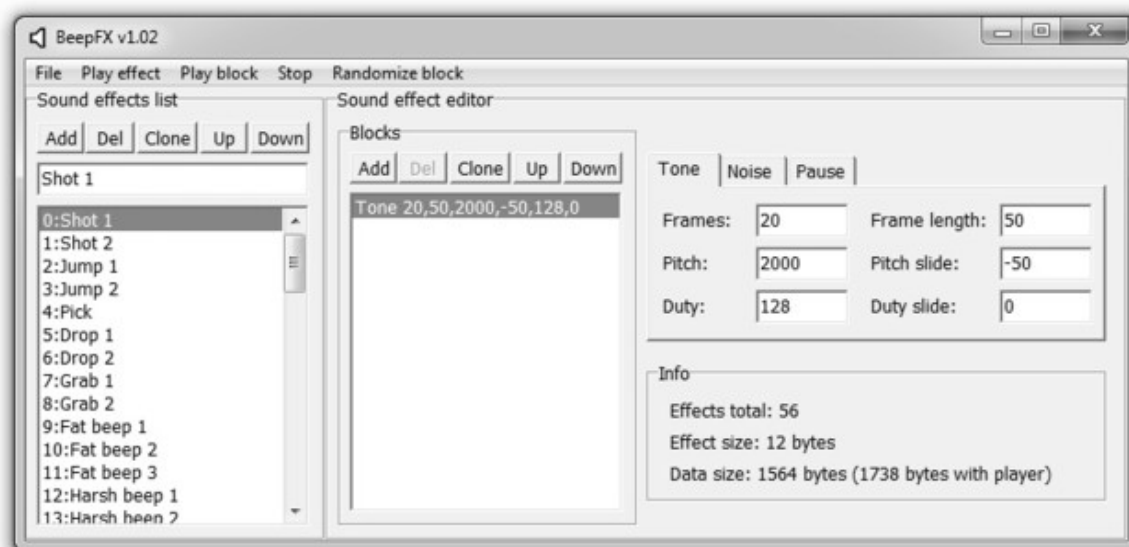 BeepFX v1.02
File Play effect Play block Stop Randomize block
Sound effects list
Add Del Clone Up Down
Shot 1
0:Shot 1
1:Shot 2
2:Jump 1
3:Jump 2
4:Pick
5:Drop 1
6:Drop 2
7:Grab 1
8:Grab 2
9:Fat beep 1
10:Fat beep 2
11:Fat beep 3
12:Harsh beep 1
13:Harsh beep 2
Sound effect editor
Blocks
Add Del Clone Up Down
Tone 20,50,2000,-50,128,0
Tone Noise Pause
Frames: 20 Frame length: 50
Pitch: 2000 Pitch slide: -50
Duty: 128 Duty slide: 0
Info
Effects total: 56
Effect size: 12 bytes
Data size: 1564 bytes (1738 bytes with player)